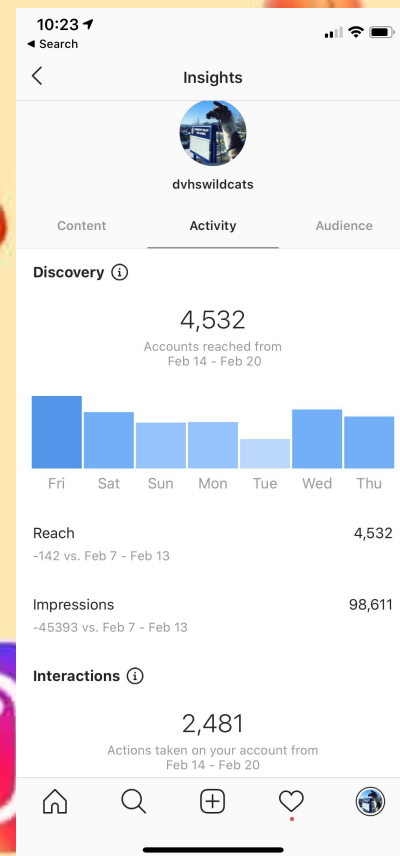 10:23
◄ Search
Insights
dvhswildcats
Content Activity Audience
Discovery
4,532
Accounts reached from
Feb 14 - Feb 20
Fri Sat Sun Mon Tue Wed Thu
Reach 4,532
-142 vs. Feb 7 - Feb 13
Impressions 98,611
-45393 vs. Feb 7 - Feb 13
Interactions
2,481
Actions taken on your account from
Feb 14 - Feb 20